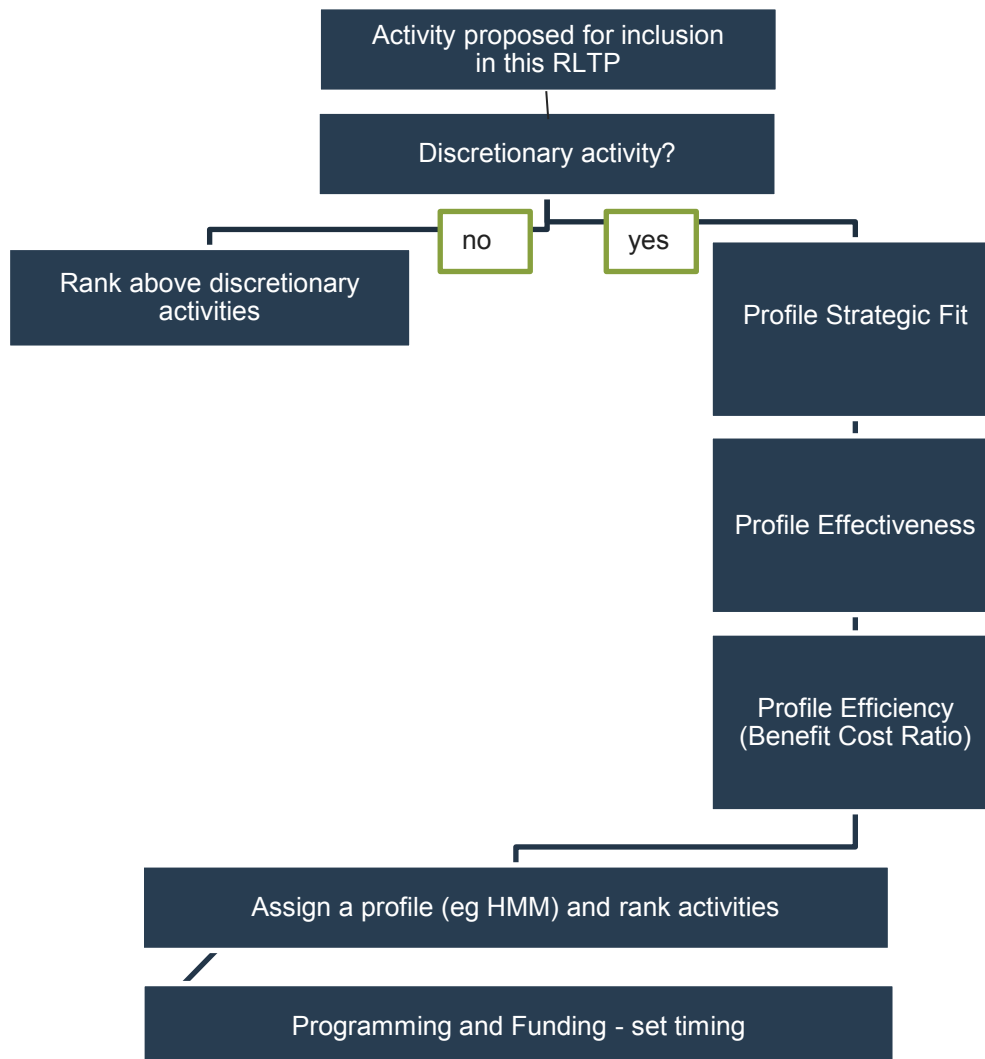 Activity proposed for inclusion
in this RLTP
Discretionary activity?
no
yes
Rank above discretionary
activities
Profile Strategic Fit
Profile Effectiveness
Profile Efficiency
(Benefit Cost Ratio)
Assign a profile (eg HMM) and rank activities
Programming and Funding - set timing